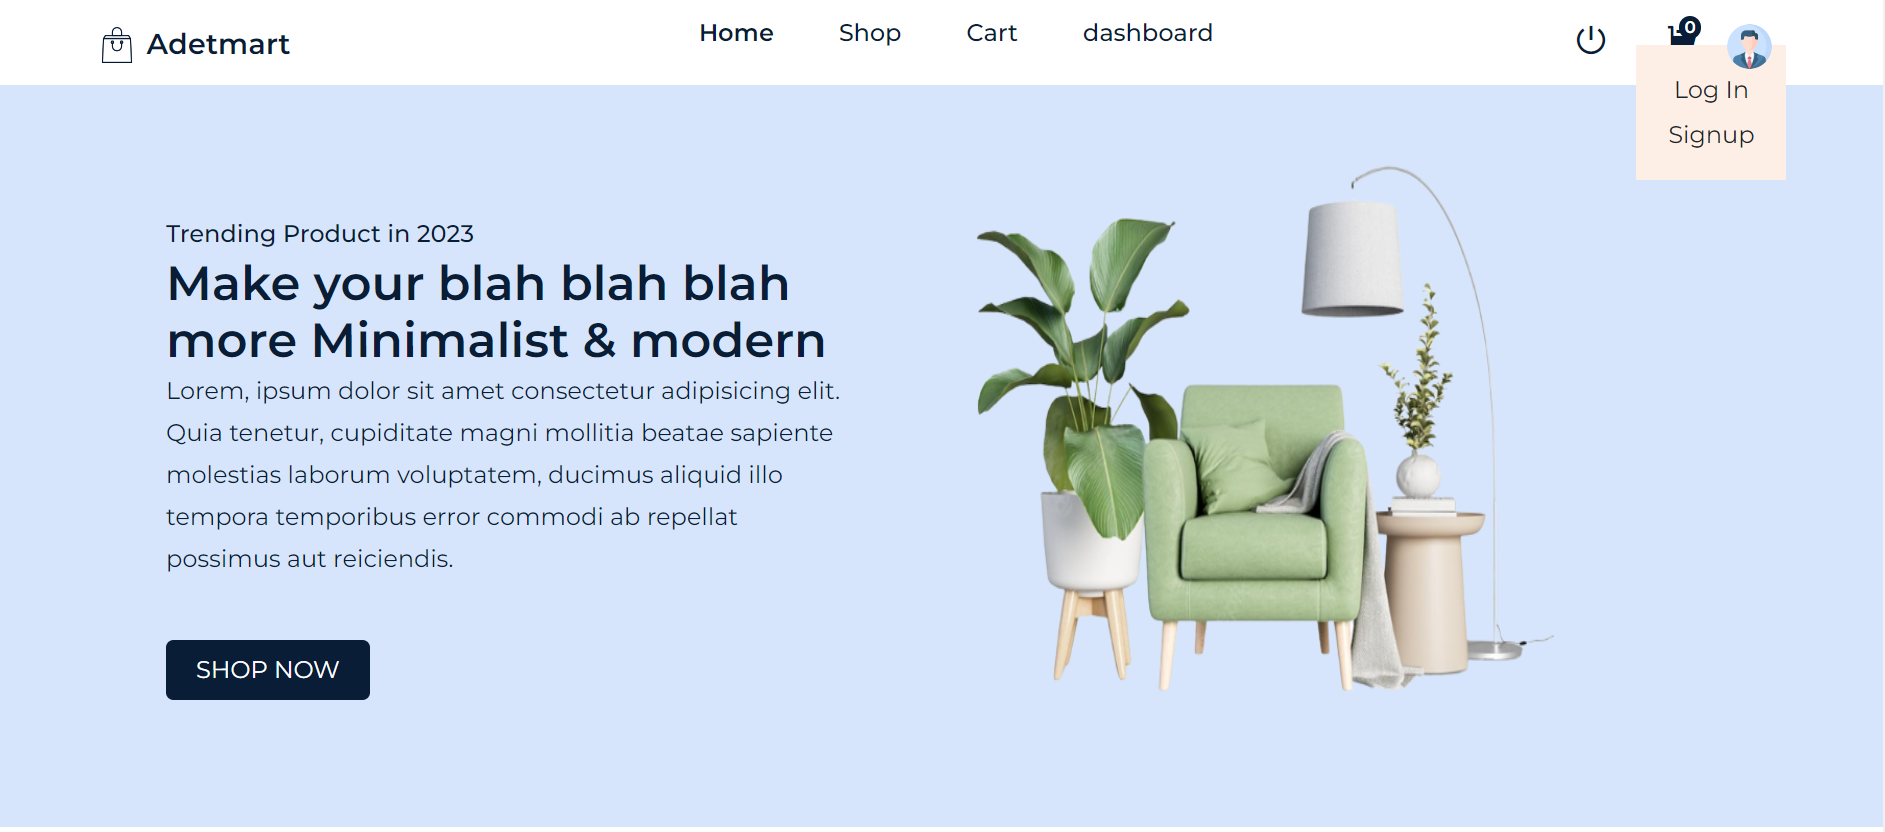 Adetmart
Home Shop Cart dashboard
0
Log In
Signup
Trending Product in 2023
Make your blah blah blah
more Minimalist & modern
Lorem, ipsum dolor sit amet consectetur adipisicing elit.
Quia tenetur, cupiditate magni mollitia beatae sapiente
molestias laborum voluptatem, ducimus aliquid illo
tempora temporibus error commodi ab repellat
possimus aut reiciendis.
SHOP NOW